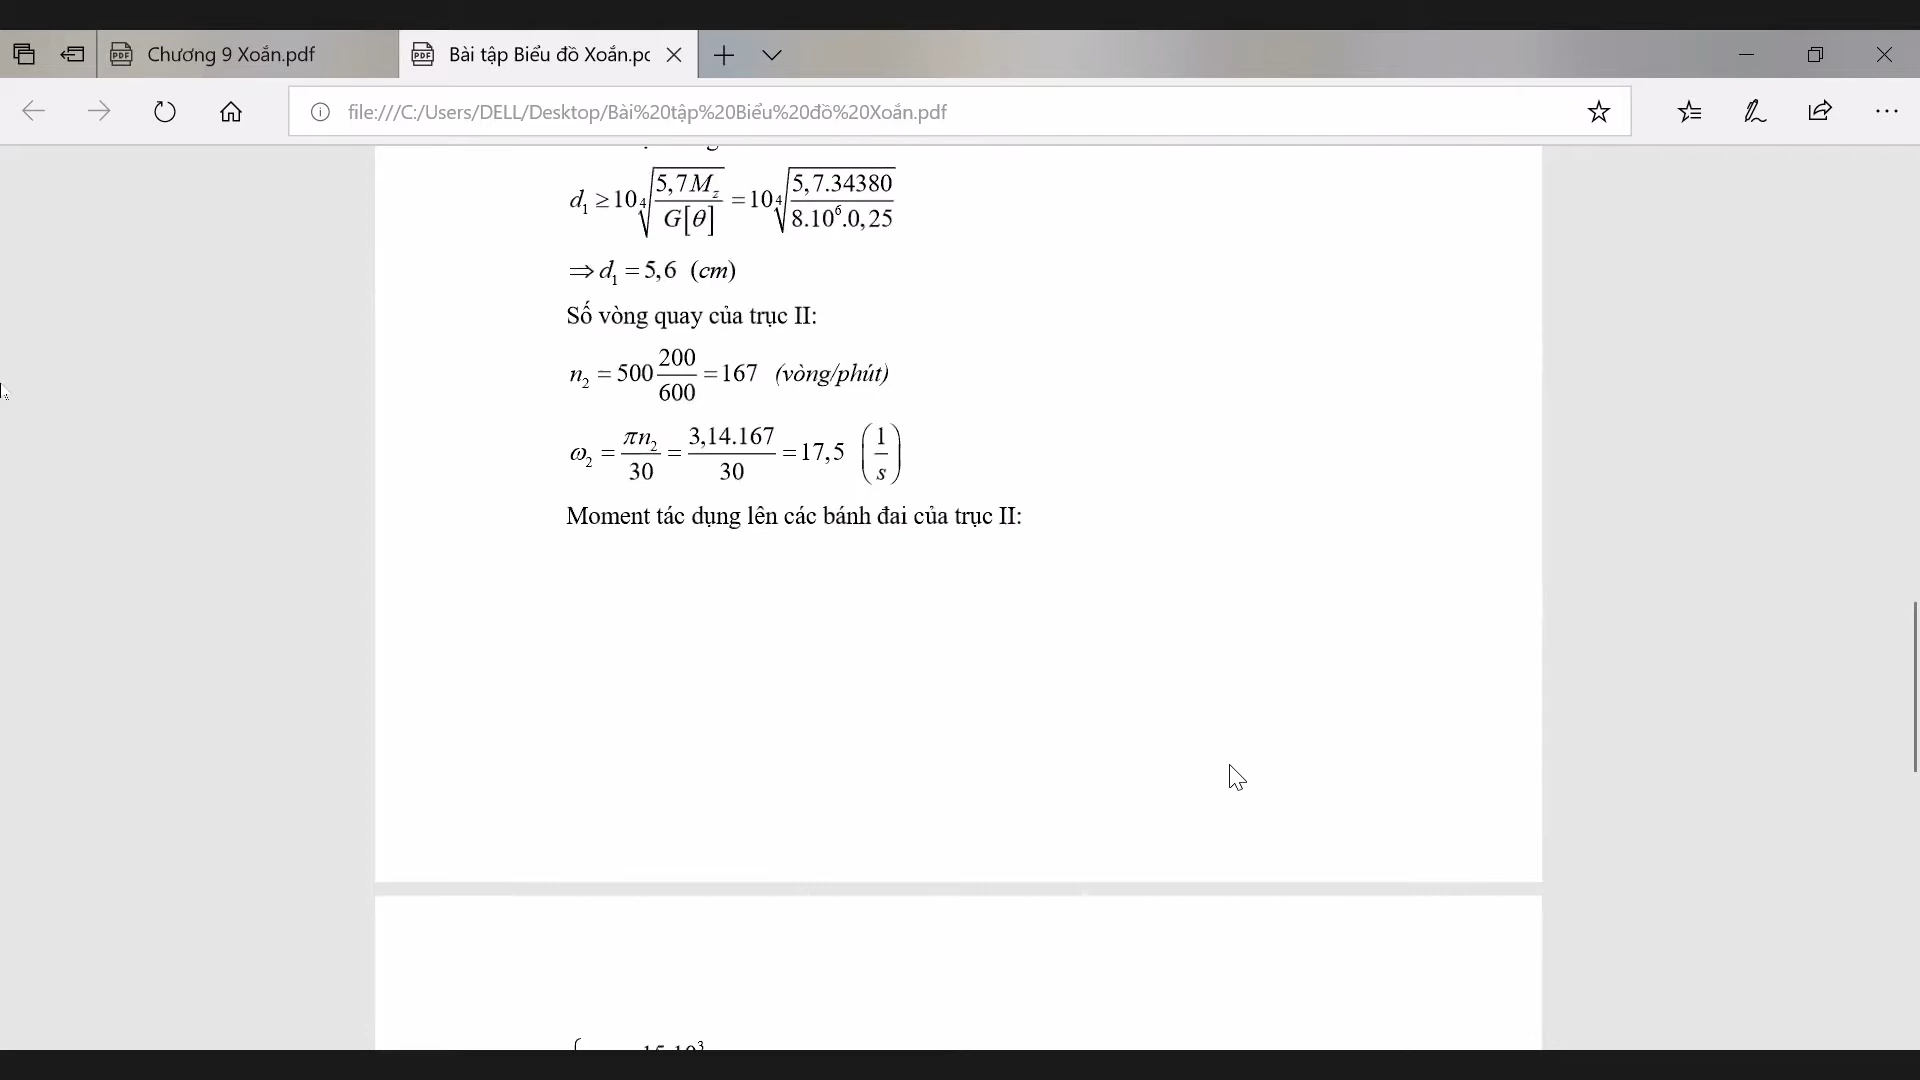 Chương 9 Xoắn.pdf
Bài tập Biểu đồ Xoắn.pc
file:///C:/Users/DELL/Desktop/Bài%20tập%20Biểu%20đồ%20Xoắn.pdf
d₁ ≥ 10 ⁴√(5,7M_z / G[θ]) = 10 ⁴√(5,7.34380 / 8.10⁶.0,25)
⇒ d₁ = 5,6 (cm)
Số vòng quay của trục II:
n₂ = 500 200/600 = 167 (vòng/phút)
ω₂ = πn₂/30 = 3,14.167/30 = 17,5 (1/s)
Moment tác dụng lên các bánh đai của trục II: